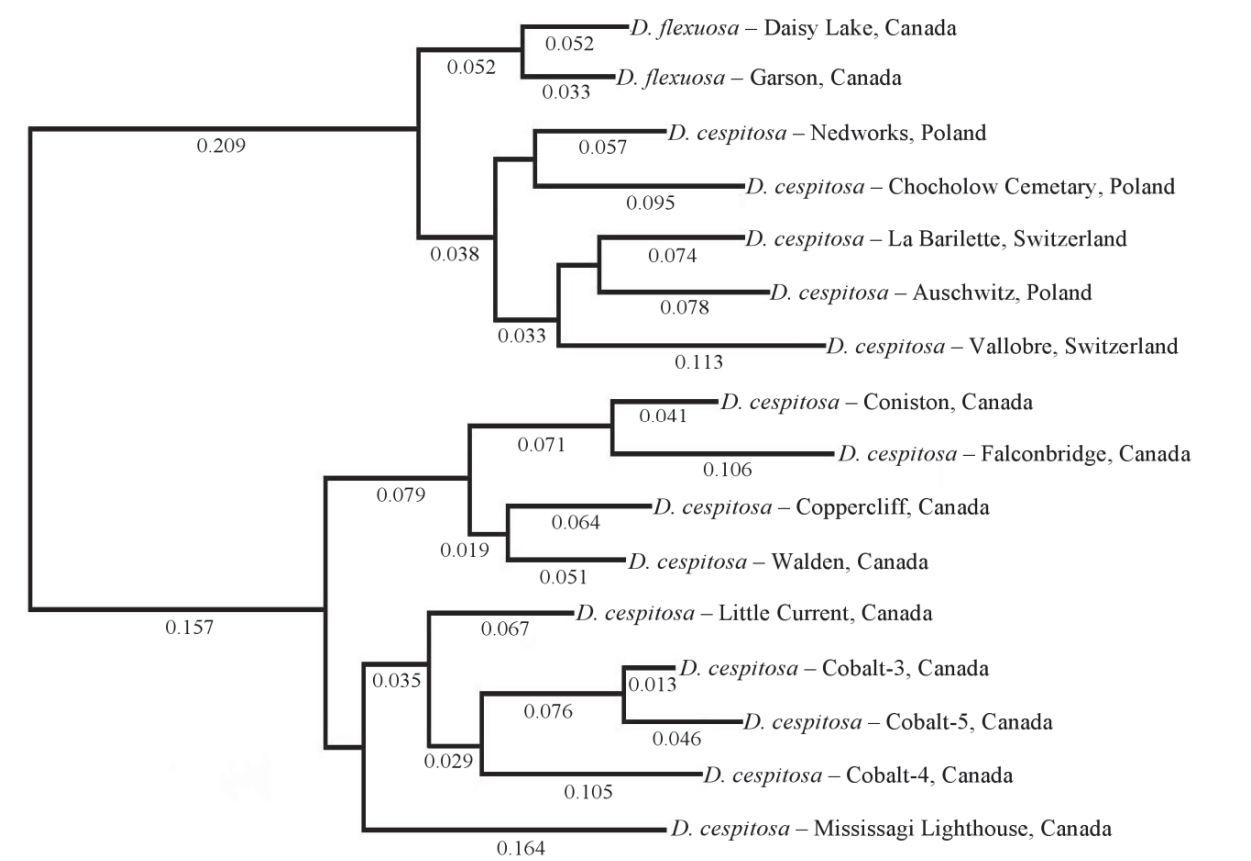 D. flexuosa – Daisy Lake, Canada
0.052
0.052
D. flexuosa – Garson, Canada
0.033
D. cespitosa – Nedworks, Poland
0.209
0.057
D. cespitosa – Chocholow Cemetary, Poland
0.095
D. cespitosa – La Barilette, Switzerland
0.038
0.074
D. cespitosa – Auschwitz, Poland
0.078
0.033
D. cespitosa – Vallobre, Switzerland
0.113
D. cespitosa – Coniston, Canada
0.041
0.071
D. cespitosa – Falconbridge, Canada
0.106
0.079
D. cespitosa – Coppercliff, Canada
0.064
0.019
D. cespitosa – Walden, Canada
0.051
D. cespitosa – Little Current, Canada
0.157
0.067
D. cespitosa – Cobalt-3, Canada
0.035
0.013
0.076
D. cespitosa – Cobalt-5, Canada
0.046
0.029
D. cespitosa – Cobalt-4, Canada
0.105
D. cespitosa – Mississagi Lighthouse, Canada
0.164